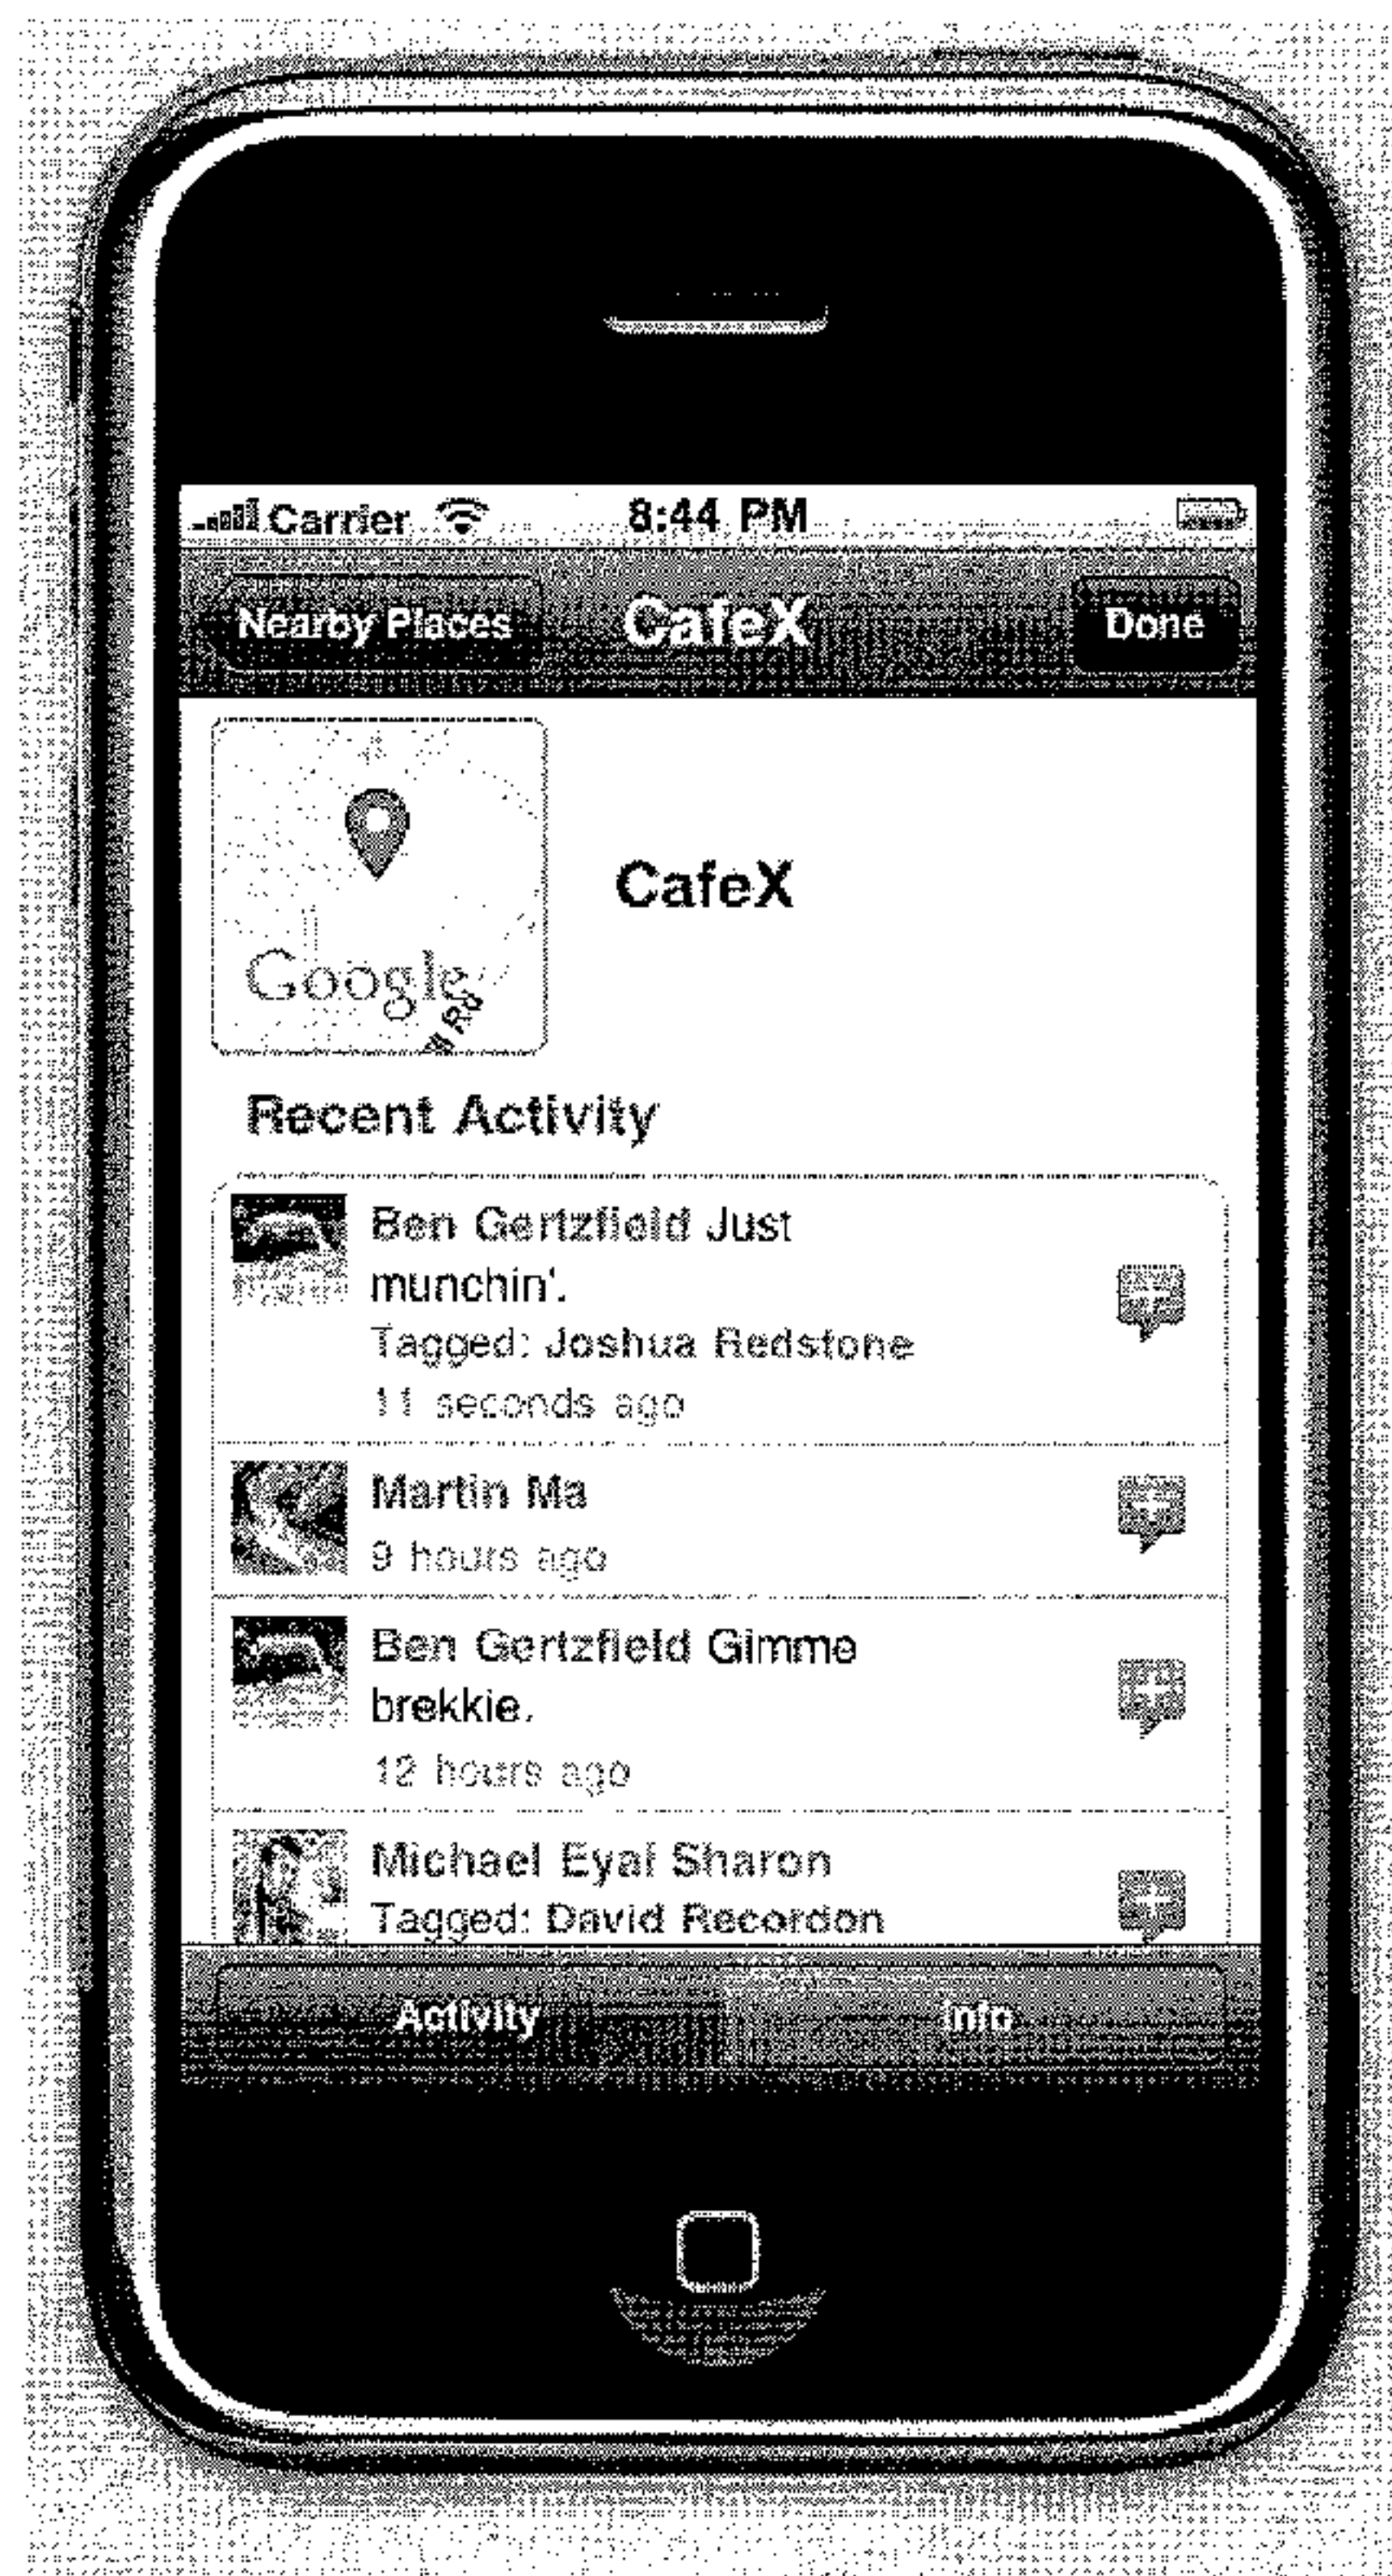 Carrier 8:44 PM
Nearby Places CafeX Done
CafeX
Google
ll Rd
Recent Activity
Ben Gertzfield Just
munchin'.
Tagged: Joshua Redstone
11 seconds ago
Martin Ma
9 hours ago
Ben Gertzfield Gimme
brekkie.
12 hours ago
Michael Eyal Sharon
Tagged: David Recordon
Activity Info